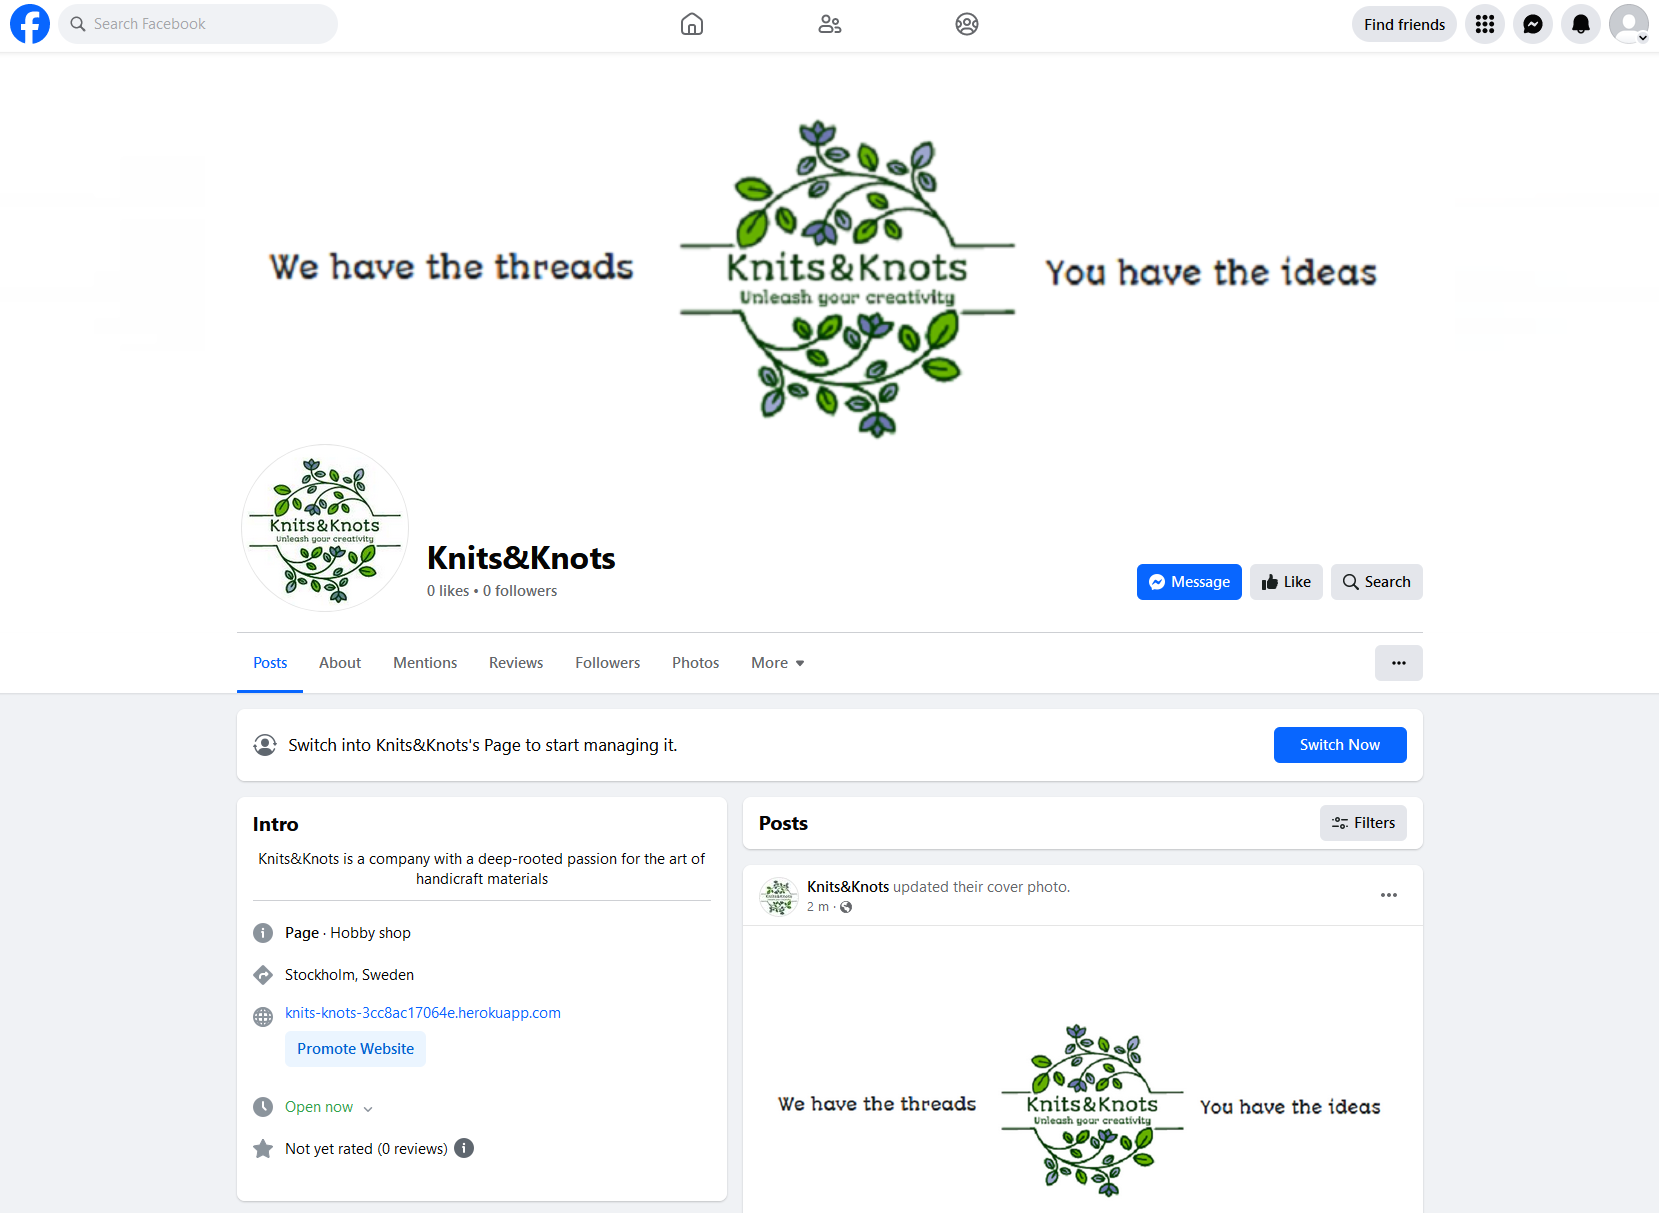 Search Facebook
Find friends
We have the threads
Knits&Knots
Unleash your creativity
You have the ideas
Knits&Knots
Unleash your creativity
Knits&Knots
0 likes • 0 followers
Message
Like
Search
Posts
About
Mentions
Reviews
Followers
Photos
More
Switch into Knits&Knots's Page to start managing it.
Switch Now
Intro
Knits&Knots is a company with a deep-rooted passion for the art of
handicraft materials
Page · Hobby shop
Stockholm, Sweden
knits-knots-3cc8ac17064e.herokuapp.com
Promote Website
Open now
Not yet rated (0 reviews)
Posts
Filters
Knits&Knots updated their cover photo.
2 m ·
We have the threads
Knits&Knots
Unleash your creativity
You have the ideas